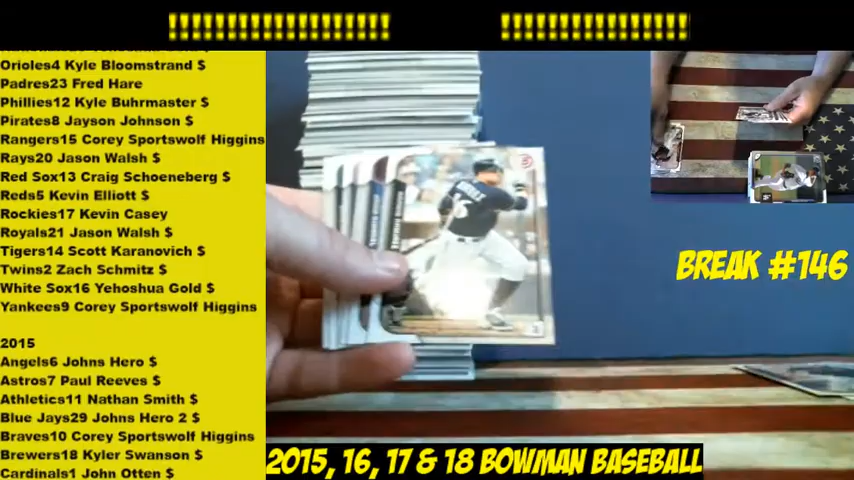 !!!!!!!!!!!!!!!!!!!!!! !!!!!!!!!!!!!!!!!!!
Orioles4 Kyle Bloomstrand $
Padres23 Fred Hare
Phillies12 Kyle Buhrmaster $
Pirates8 Jayson Johnson $
Rangers15 Corey Sportswolf Higgins
Rays20 Jason Walsh $
Red Sox13 Craig Schoeneberg $
Reds5 Kevin Elliott $
Rockies17 Kevin Casey
Royals21 Jason Walsh $
Tigers14 Scott Karanovich $
Twins2 Zach Schmitz $
White Sox16 Yehoshua Gold $
Yankees9 Corey Sportswolf Higgins
2015
Angels6 Johns Hero $
Astros7 Paul Reeves $
Athletics11 Nathan Smith $
Blue Jays29 Johns Hero 2 $
Braves10 Corey Sportswolf Higgins
Brewers18 Kyler Swanson $
Cardinals1 John Otten $
16
BREAK #146
2015, 16, 17 & 18 BOWMAN BASEBALL